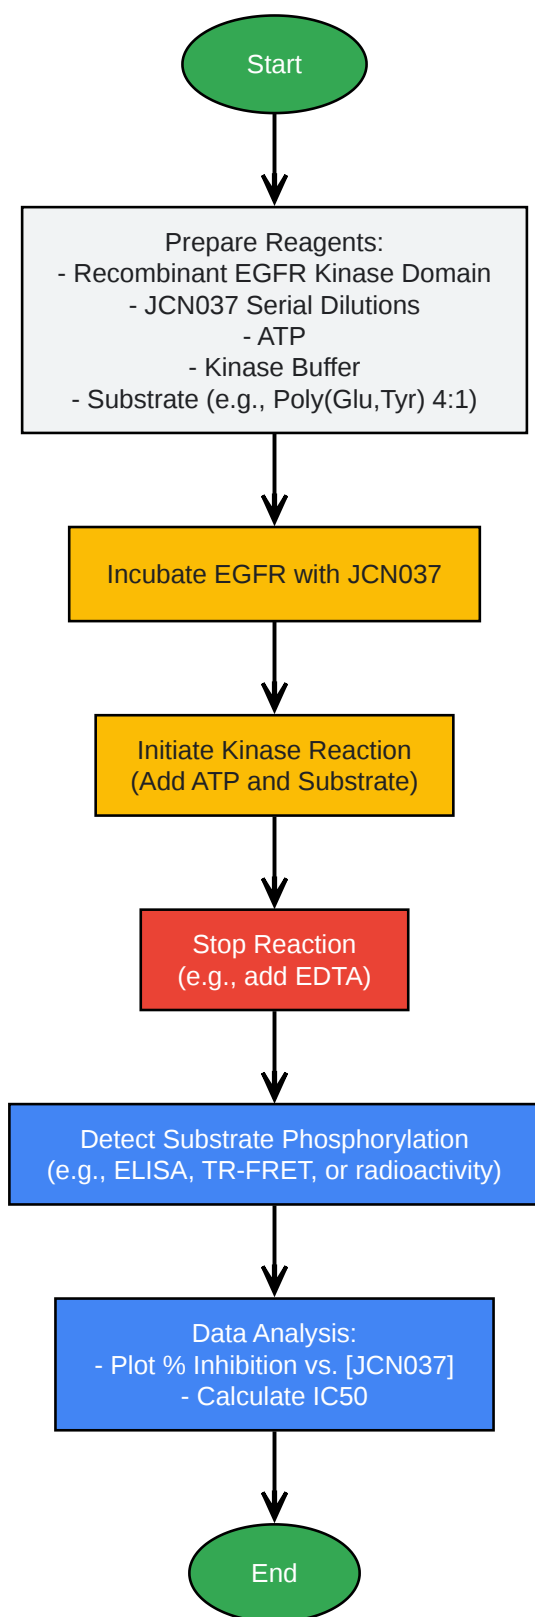 Start
Prepare Reagents:
- Recombinant EGFR Kinase Domain
- JCN037 Serial Dilutions
- ATP
- Kinase Buffer
- Substrate (e.g., Poly(Glu,Tyr) 4:1)
Incubate EGFR with JCN037
Initiate Kinase Reaction
(Add ATP and Substrate)
Stop Reaction
(e.g., add EDTA)
Detect Substrate Phosphorylation
(e.g., ELISA, TR-FRET, or radioactivity)
Data Analysis:
- Plot % Inhibition vs. [JCN037]
- Calculate IC50
End